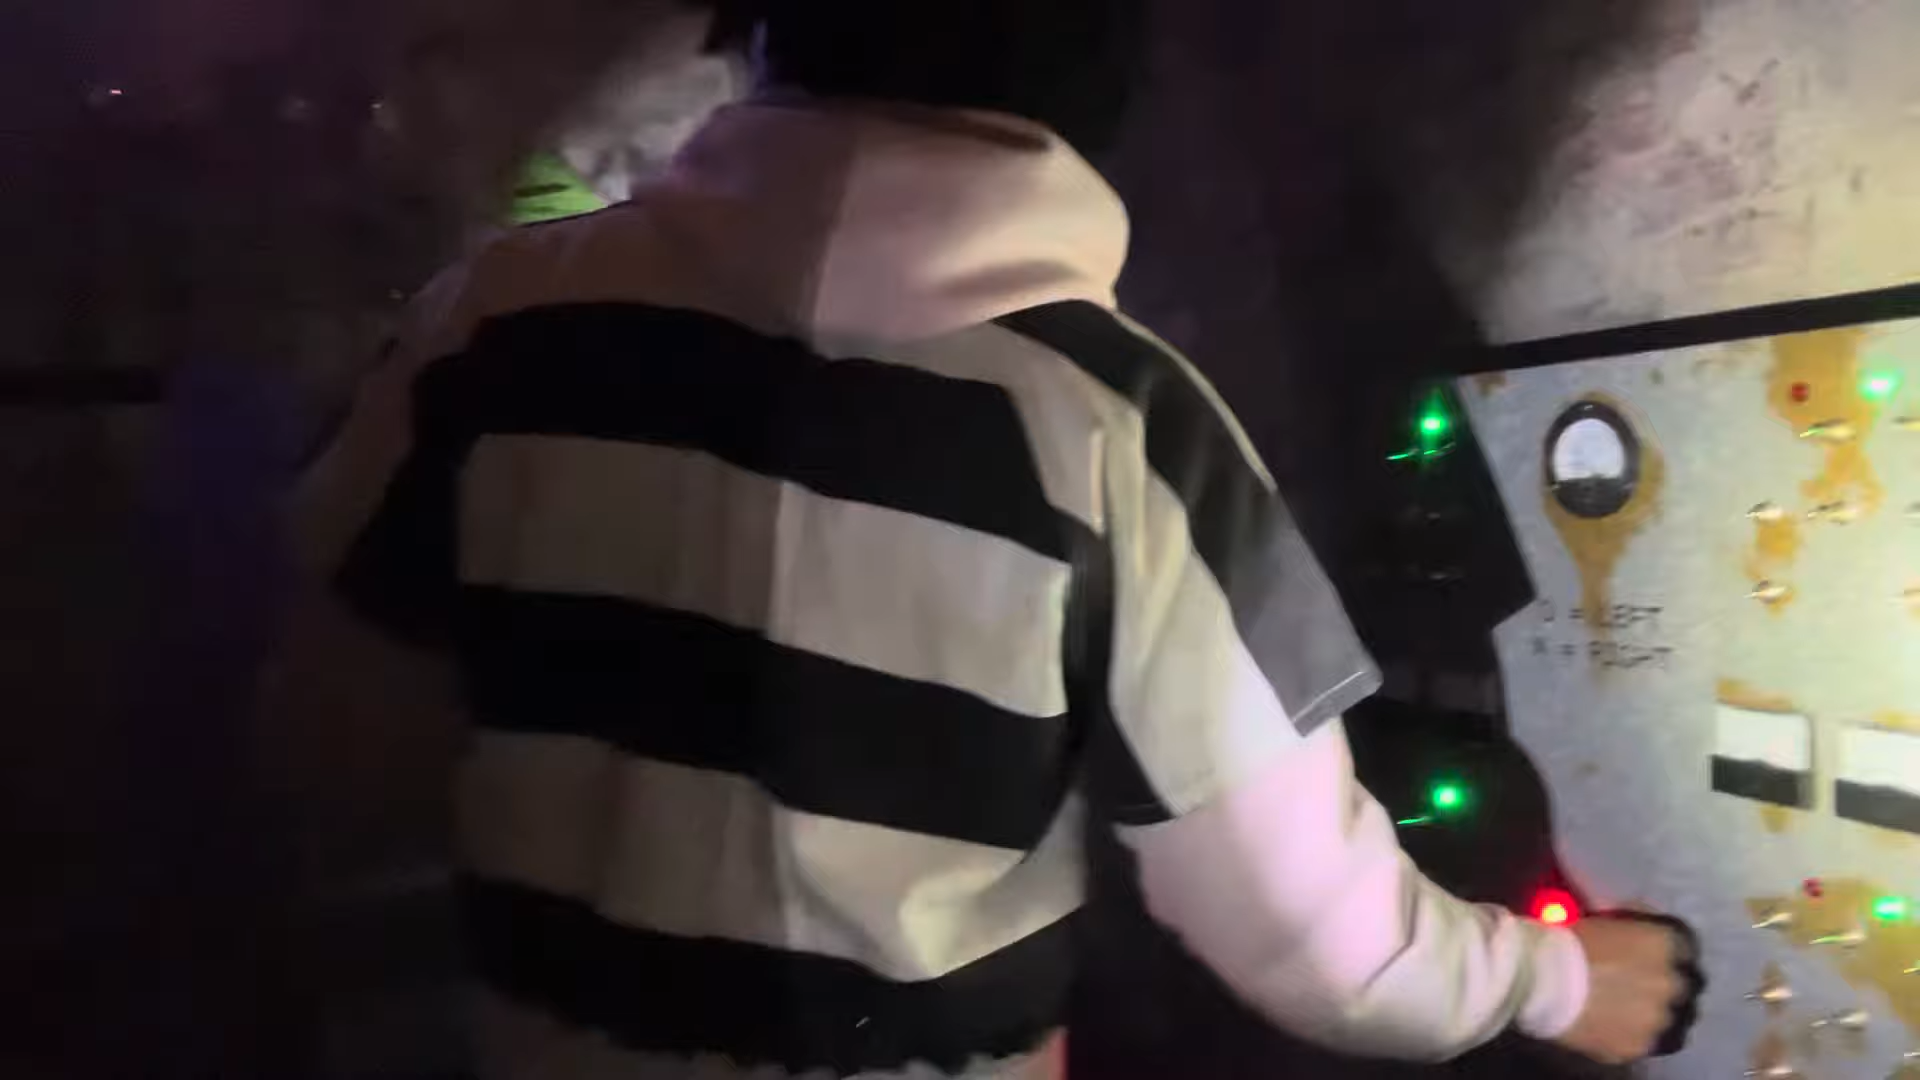 O = LEFT
X = RIGHT